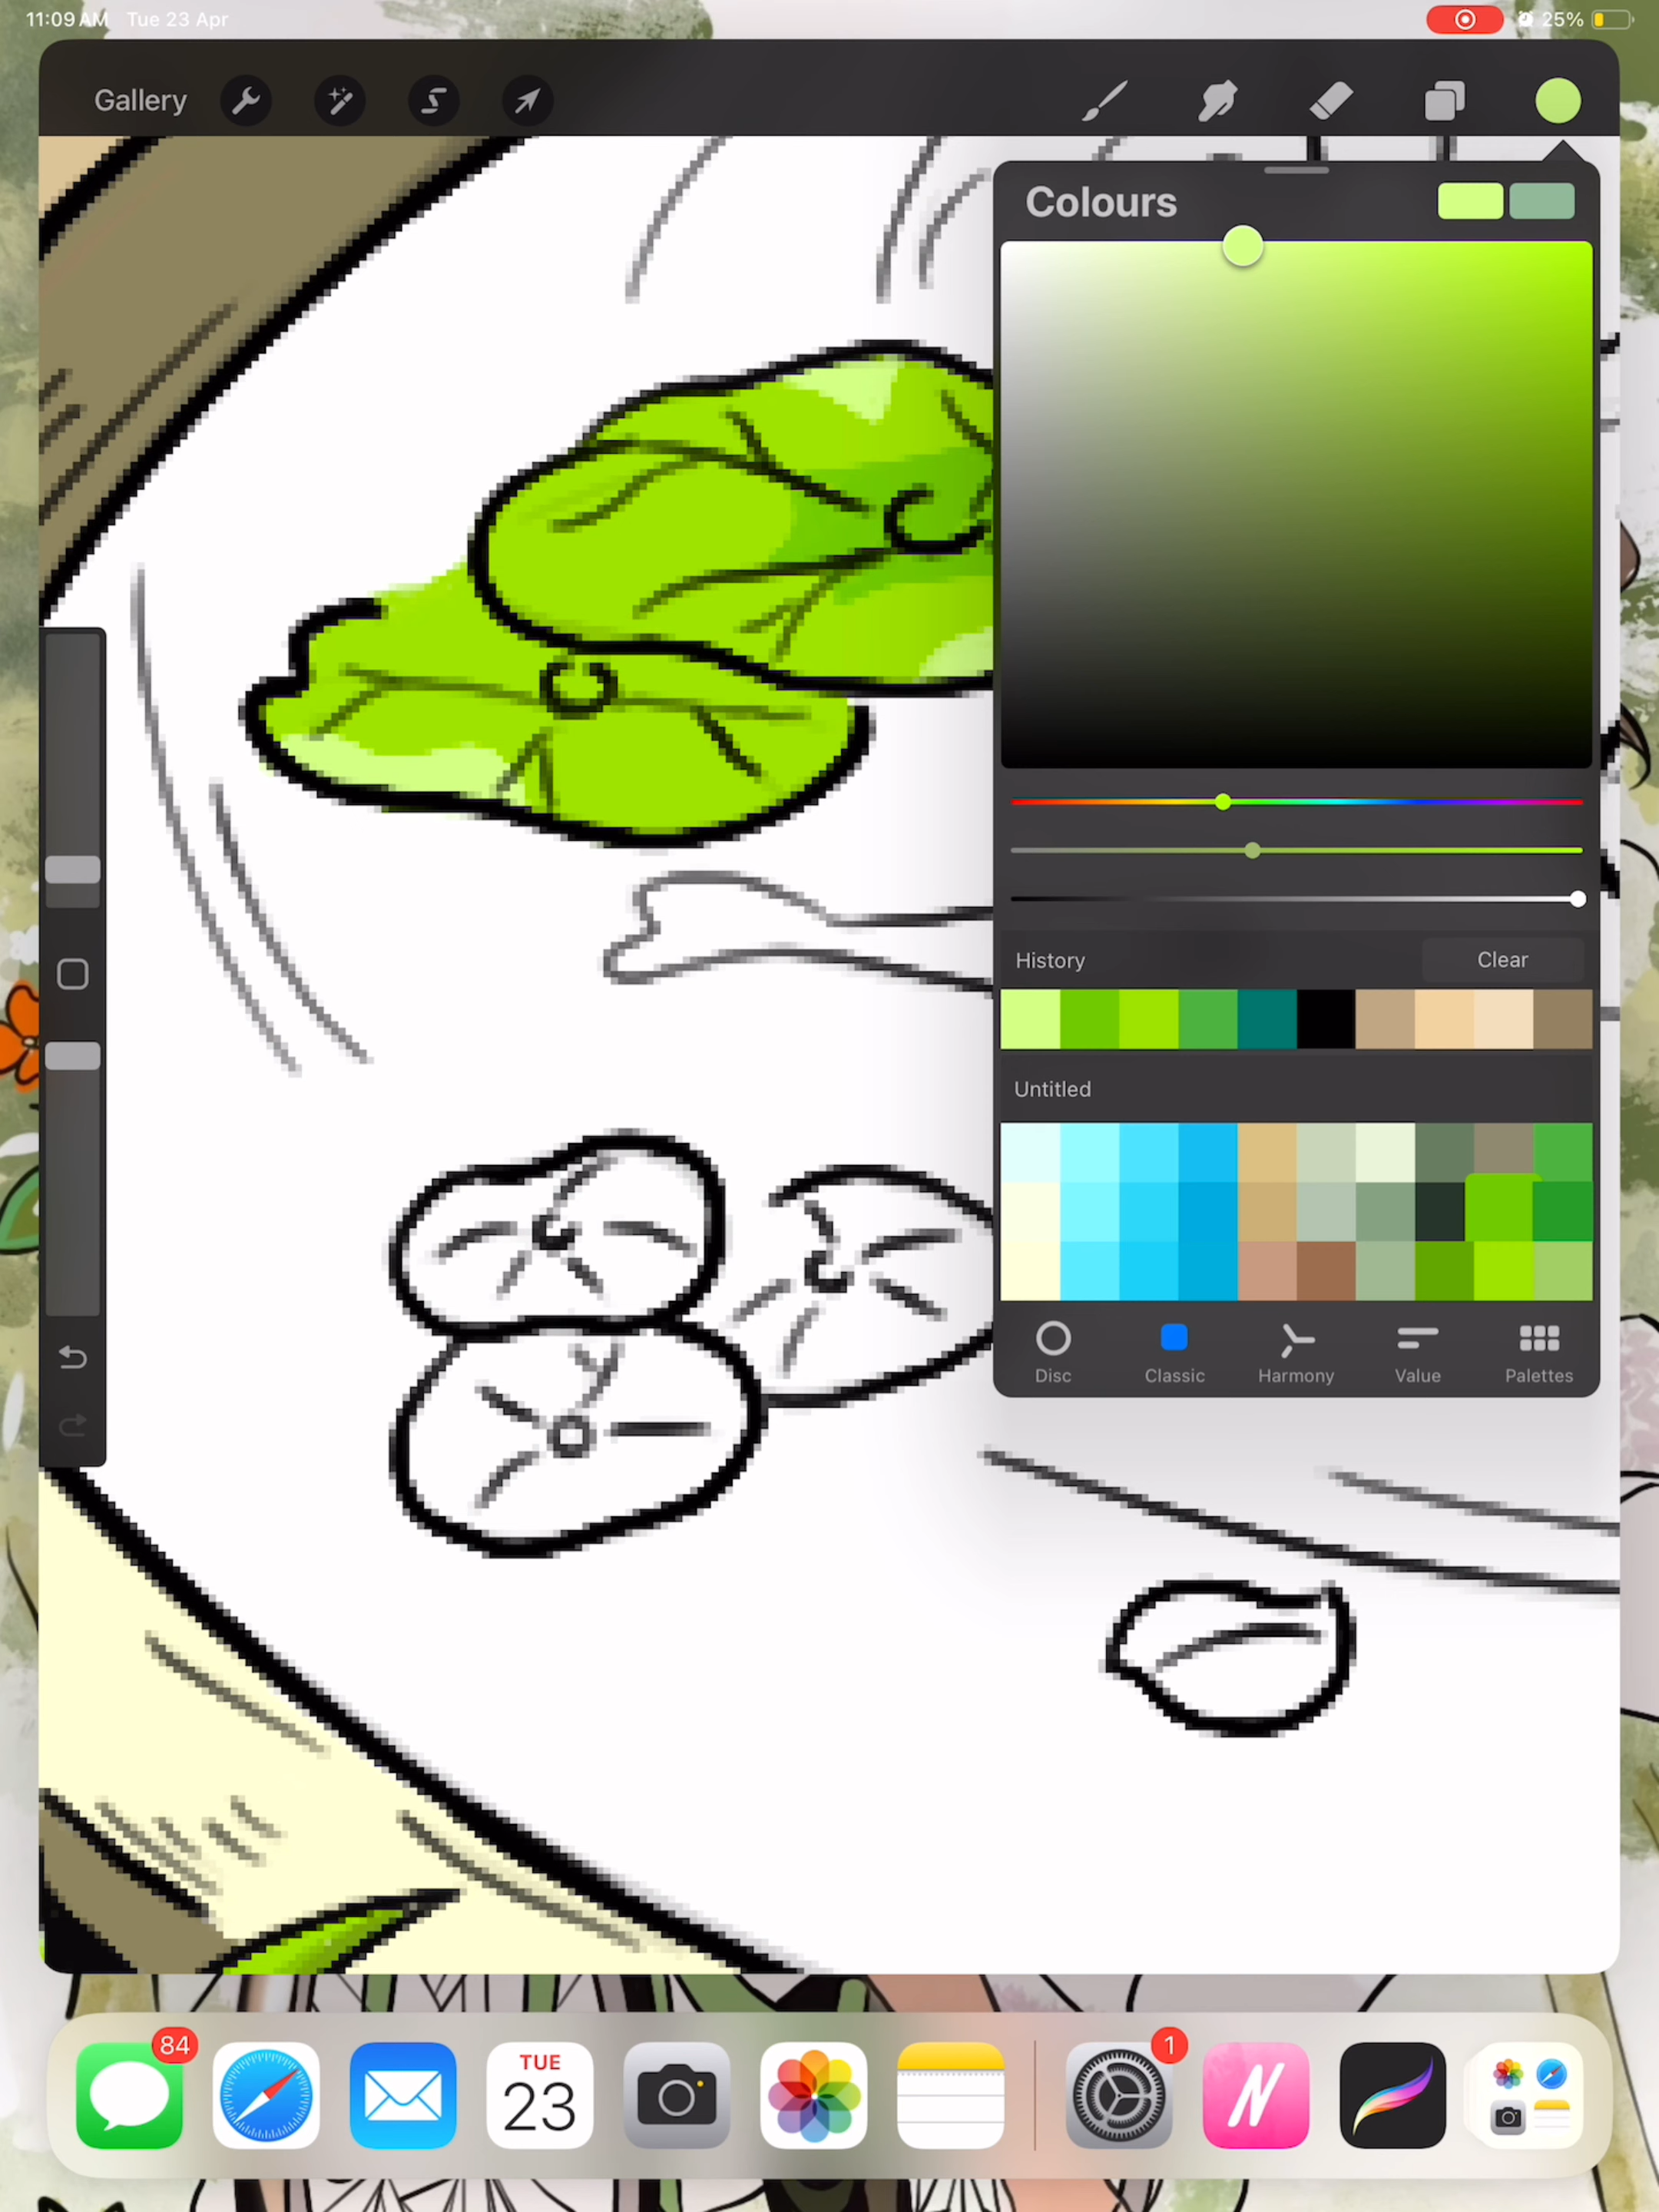 11:09 AM Tue 23 Apr
25%
Gallery
Colours
History
Clear
Untitled
Disc
Classic
Harmony
Value
Palettes
84
TUE
23
1
N